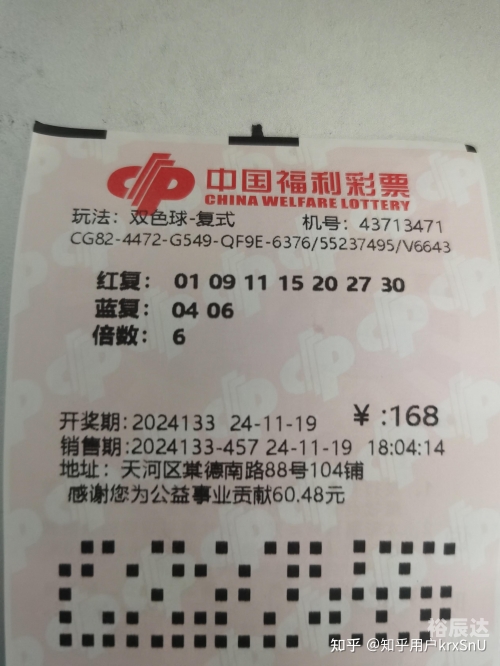 中国福利彩票
CHINA WELFARE LOTTERY
玩法：双色球-复式 机号：43713471
CG82-4472-G549-QF9E-6376/55237495/V6643
红复： 01 09 11 15 20 27 30
蓝复： 04 06
倍数： 6
开奖期:2024133 24-11-19 ￥:168
销售期:2024133-457 24-11-19 18:04:14
地址：天河区棠德南路88号104铺
感谢您为公益事业贡献60.48元
裕辰达
知乎 @知乎用户krxSnU